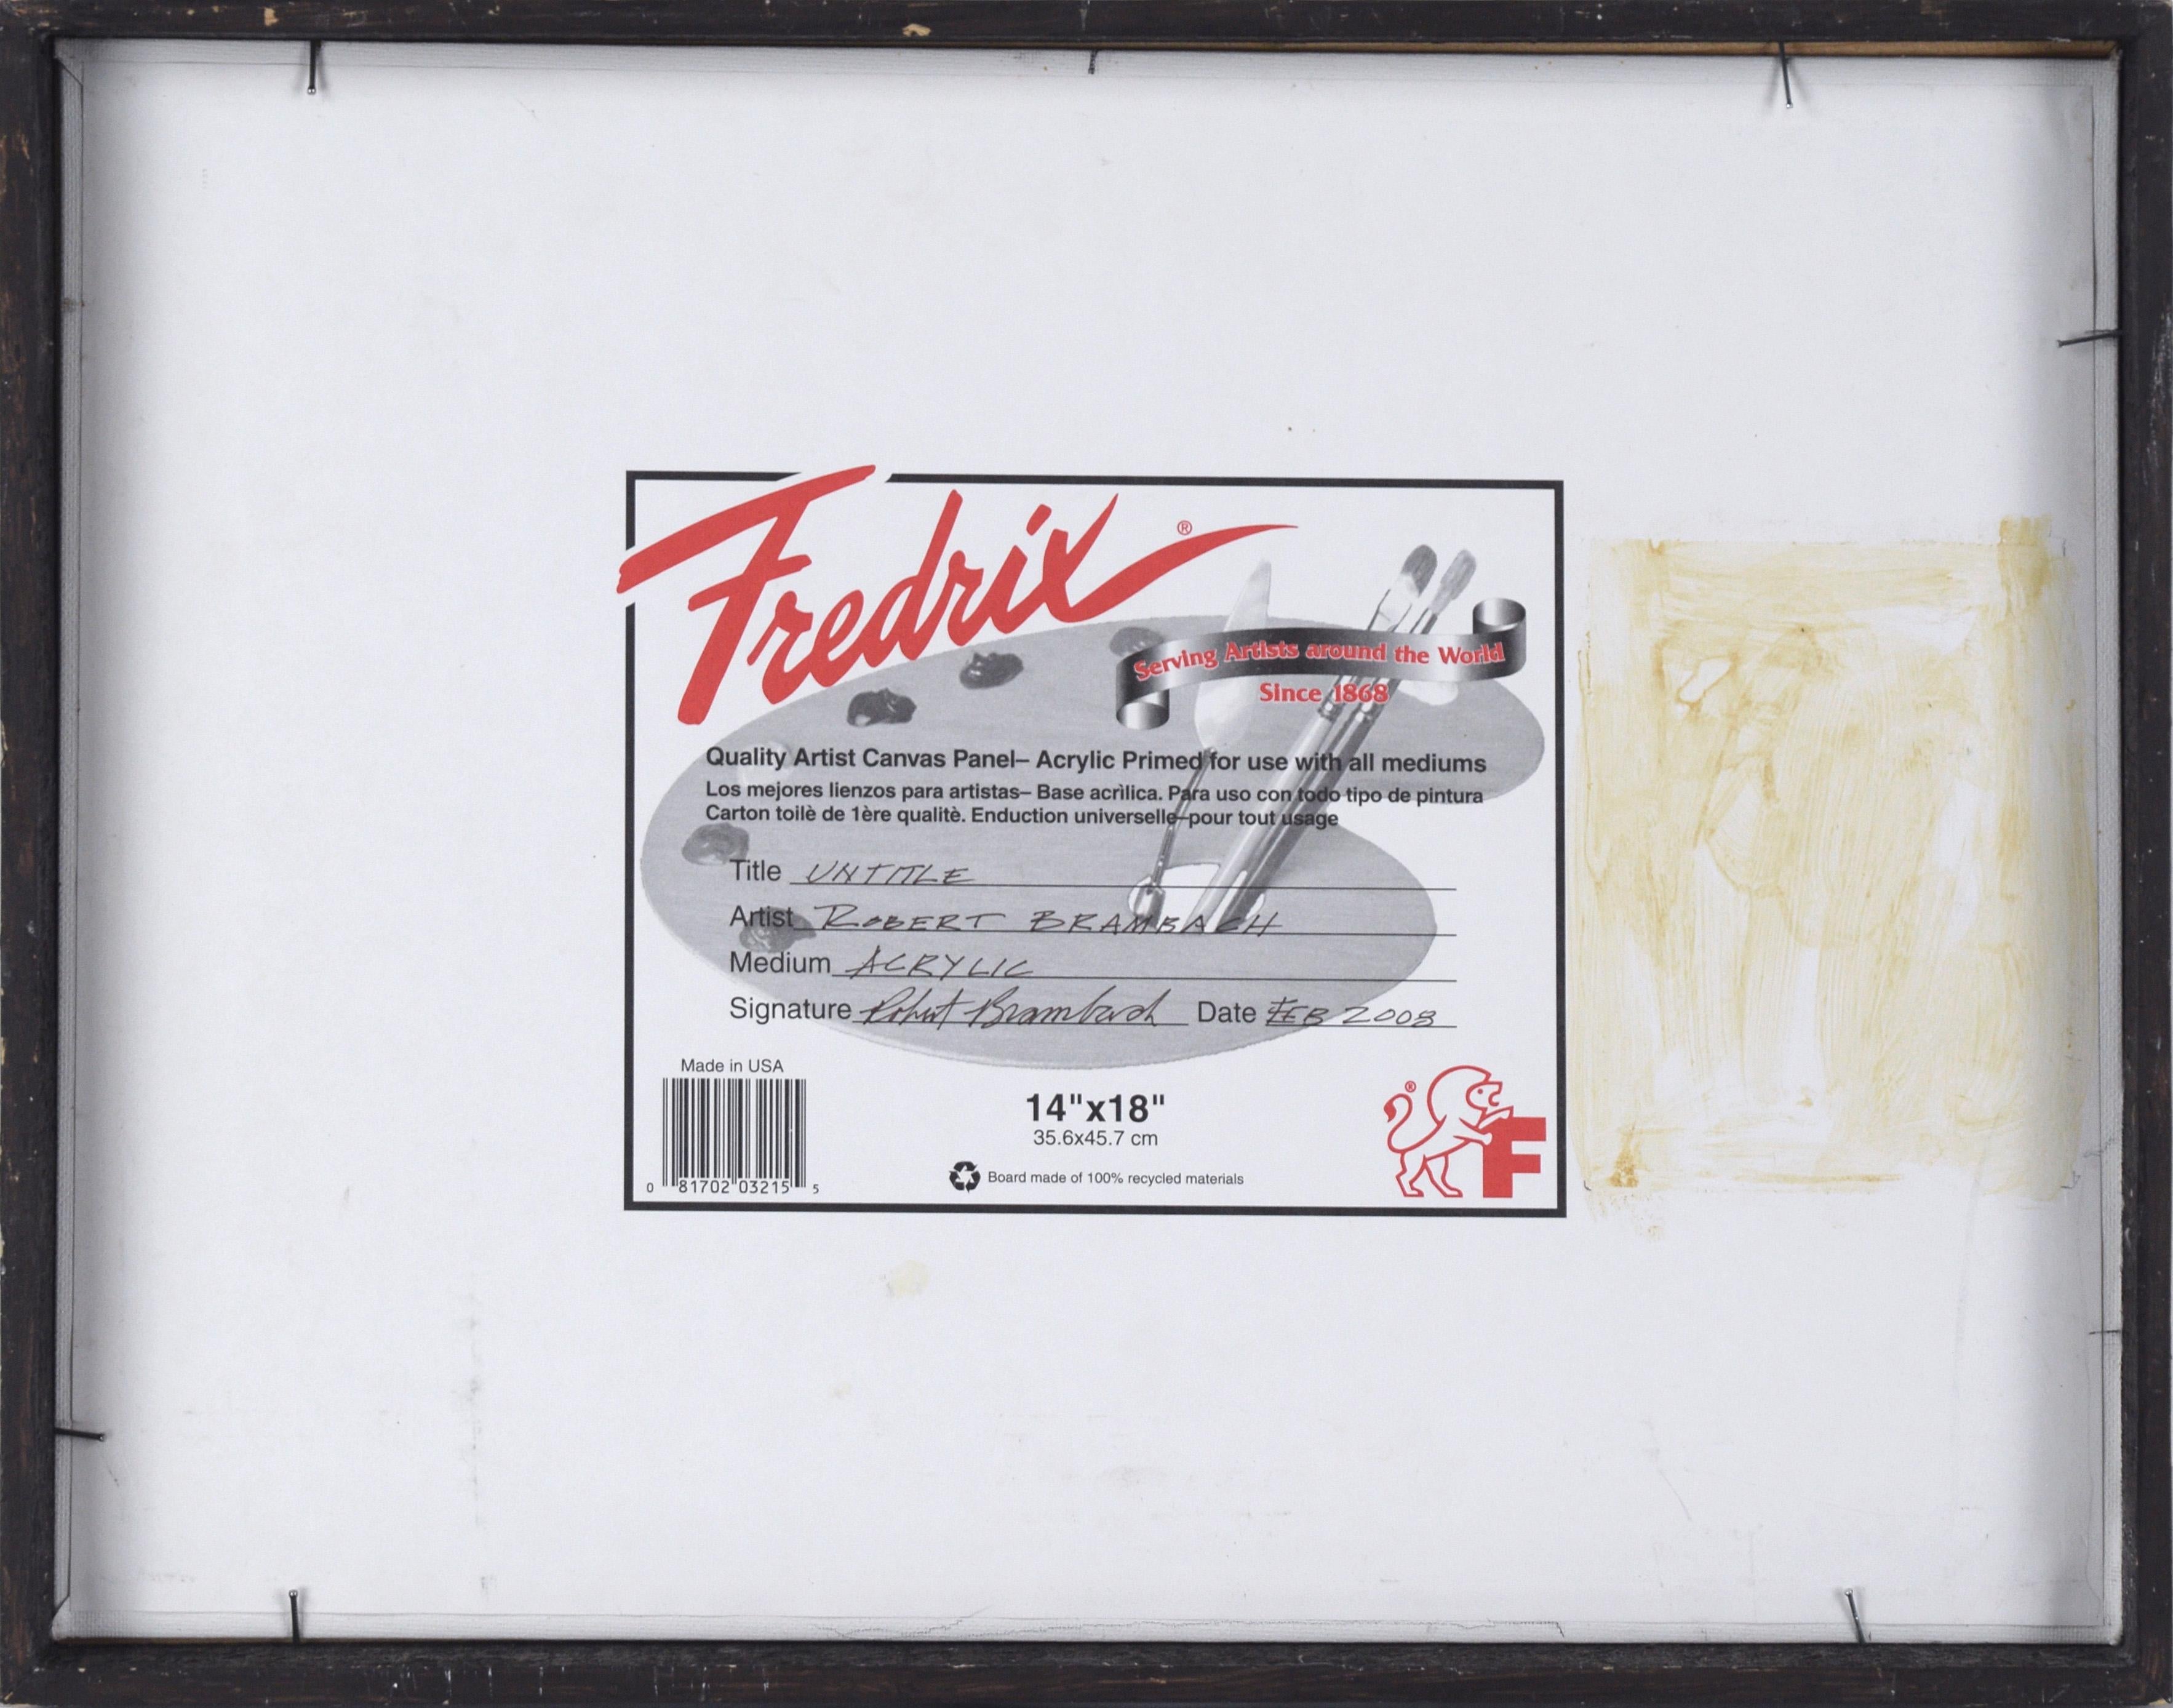 Fredrix ®
Serving Artists around the World
Since 1868
Quality Artist Canvas Panel– Acrylic Primed for use with all mediums
Los mejores lienzos para artistas– Base acrìlica. Para uso con todo tipo de pintura
Carton toilè de 1ère qualitè. Enduction universelle–pour tout usage
Title UNTITLE
Artist ROBERT BRAMBACH
Medium ACRYLIC
Signature Robert Brambach Date FEB 2008
Made in USA
0 81702 03215 5
14"x18"
35.6x45.7 cm
Board made of 100% recycled materials
®
F